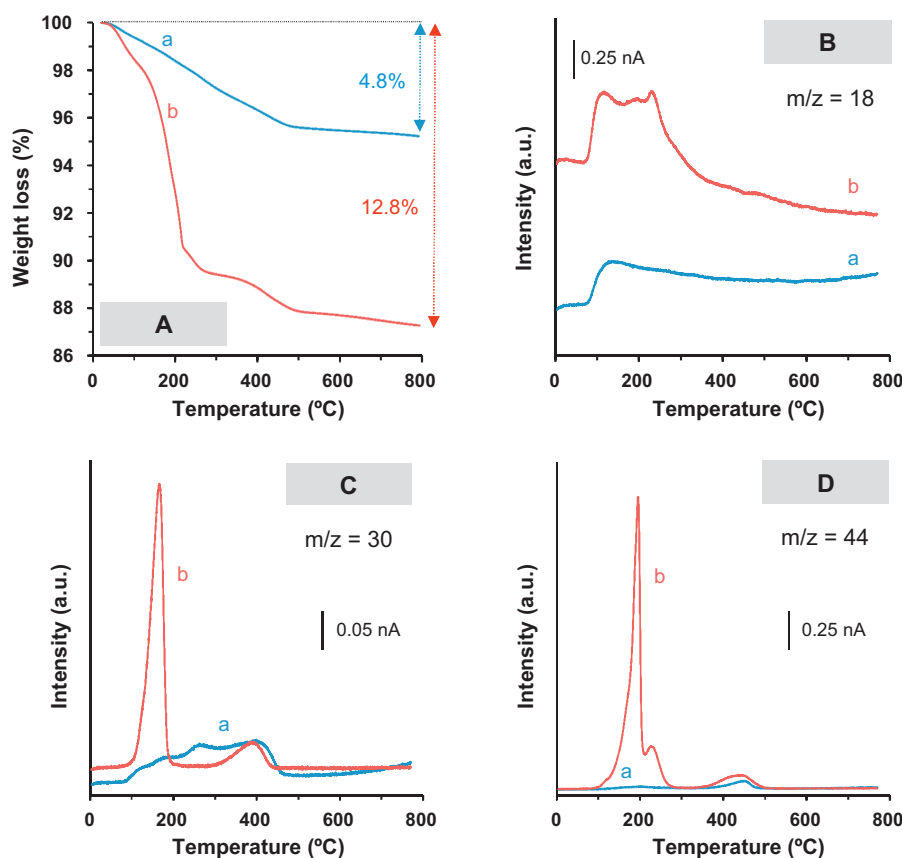 100
98
96
94
92
90
88
86
Weight loss (%)
a
b
4.8%
12.8%
A
0
200
400
600
800
Temperature (ºC)
B
0.25 nA
m/z = 18
b
a
Intensity (a.u.)
0
200
400
600
800
Temperature (ºC)
C
m/z = 30
b
0.05 nA
a
Intensity (a.u.)
0
200
400
600
800
Temperature (ºC)
D
m/z = 44
b
0.25 nA
a
Intensity (a.u.)
0
200
400
600
800
Temperature (ºC)